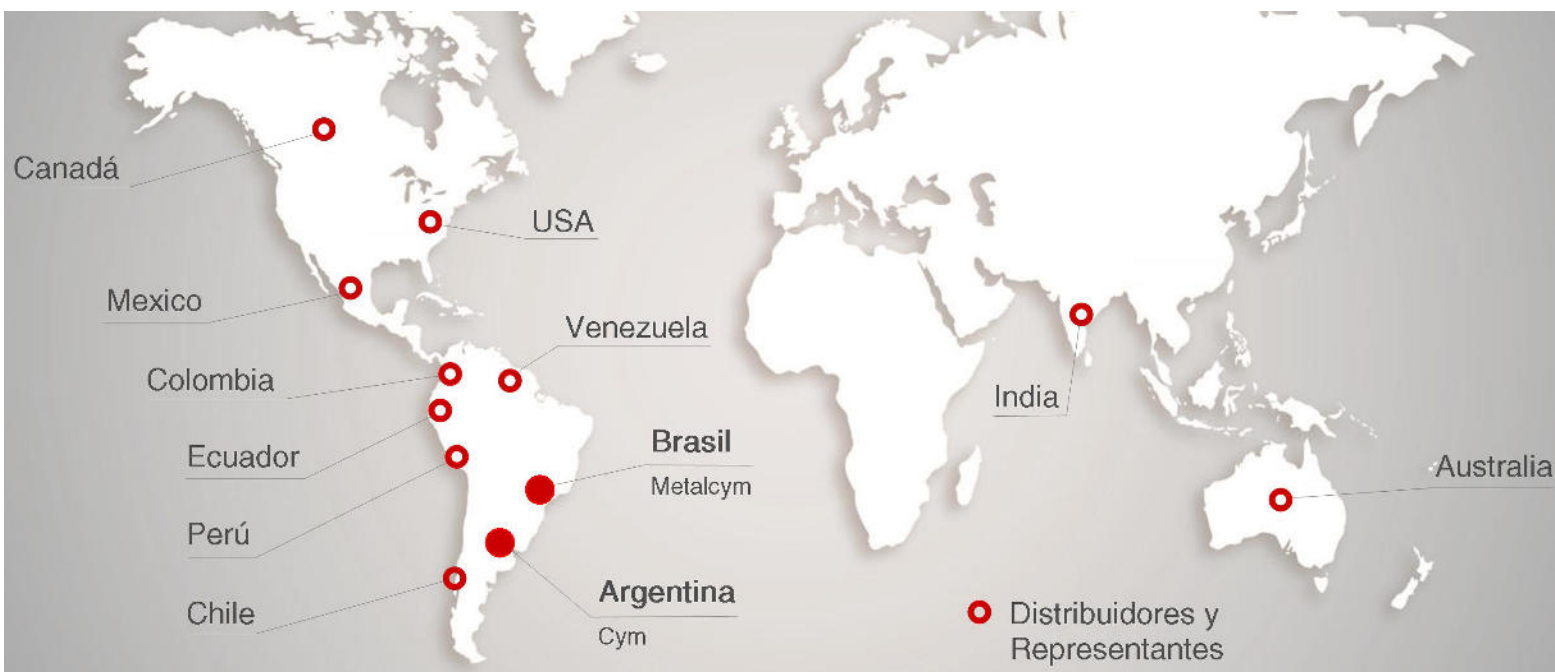 Canadá
USA
Mexico
Venezuela
Colombia
India
Ecuador
Brasil
Metalcym
Australia
Perú
Argentina
Cym
Chile
Distribuidores y
Representantes